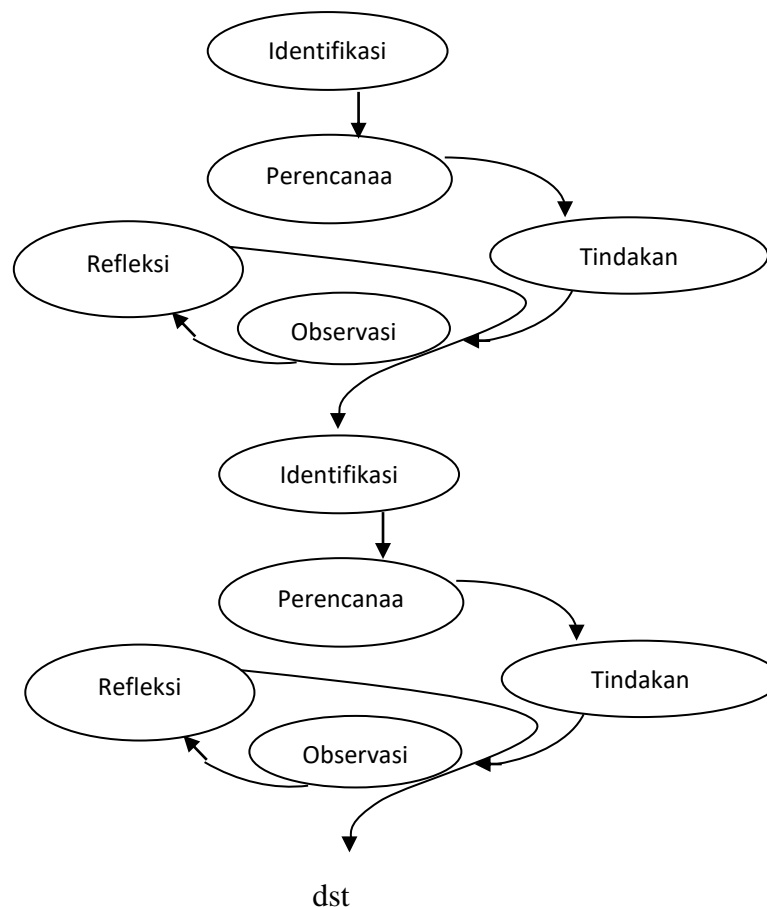 Identifikasi
Perencanaa
Tindakan
Refleksi
Observasi
Identifikasi
Perencanaa
Tindakan
Refleksi
Observasi
dst